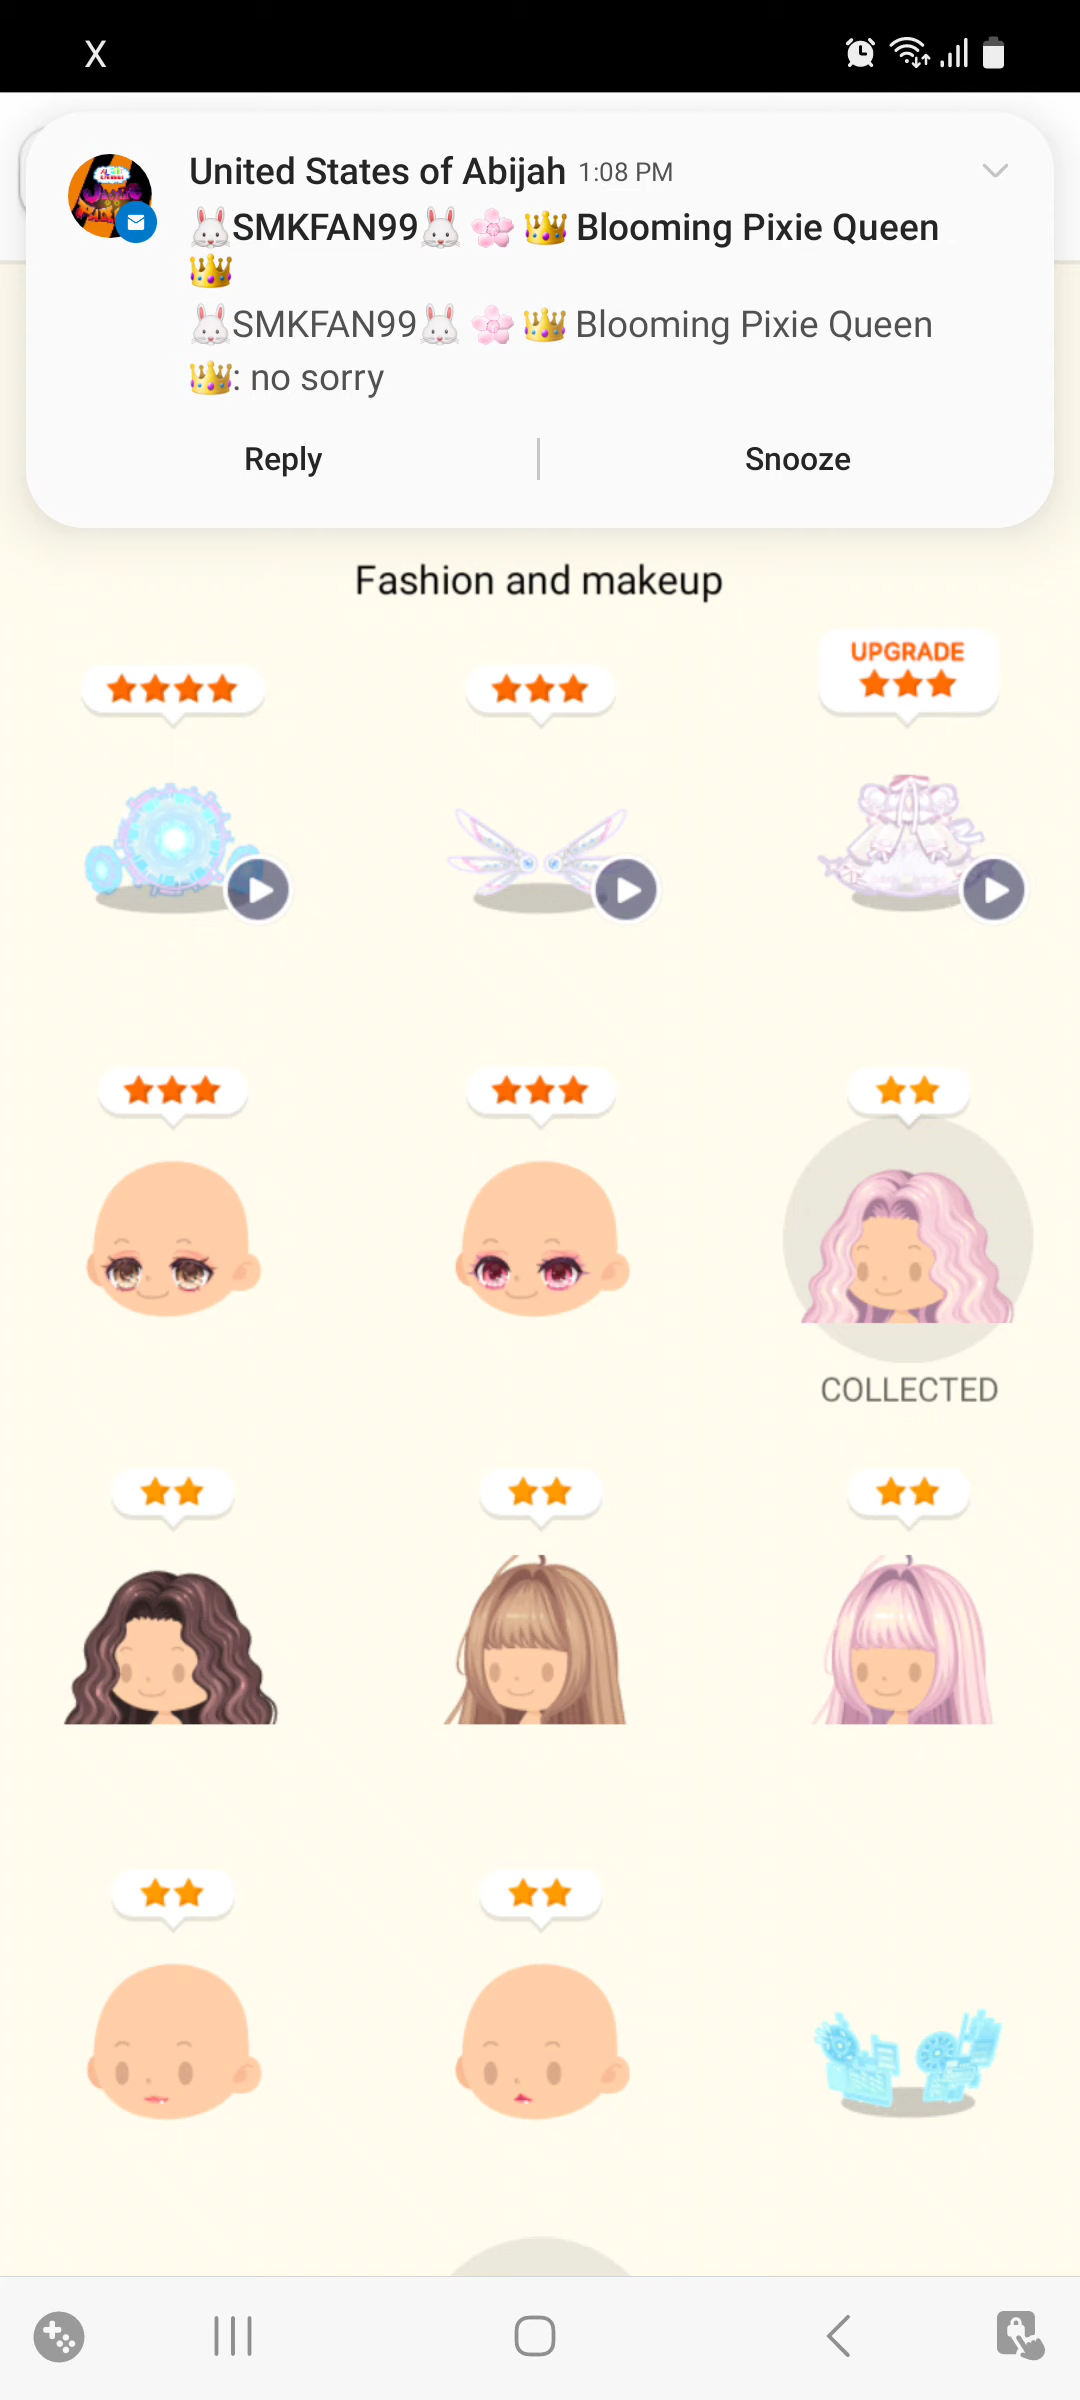 X
United States of Abijah 1:08 PM
🐰SMKFAN99🐰 🌸 👑 Blooming Pixie Queen
👑
🐰SMKFAN99🐰 🌸 👑 Blooming Pixie Queen
👑: no sorry
Reply
Snooze
Fashion and makeup
UPGRADE
COLLECTED